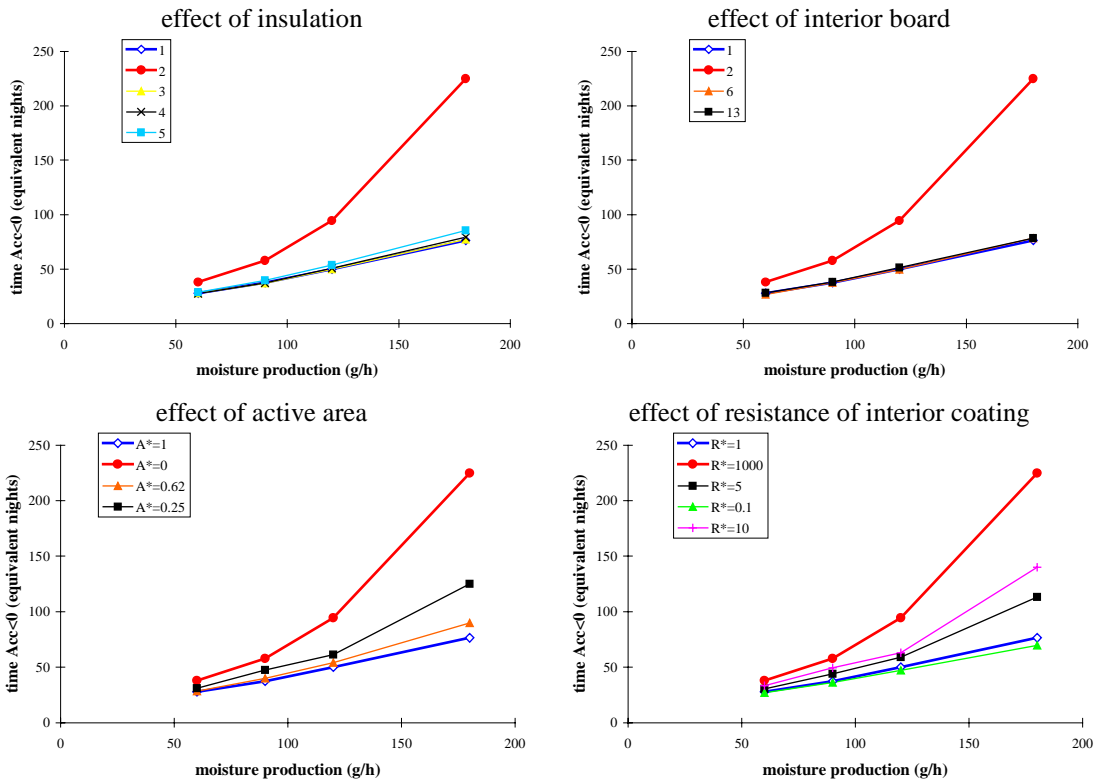 effect of insulation
250
200
150
100
50
0
0
50
100
150
200
time Acc<0 (equivalent nights)
moisture production (g/h)
1
2
3
4
5
effect of interior board
250
200
150
100
50
0
0
50
100
150
200
time Acc<0 (equivalent nights)
moisture production (g/h)
1
2
6
13
effect of active area
250
200
150
100
50
0
0
50
100
150
200
time Acc<0 (equivalent nights)
moisture production (g/h)
A*=1
A*=0
A*=0.62
A*=0.25
effect of resistance of interior coating
250
200
150
100
50
0
0
50
100
150
200
time Acc<0 (equivalent nights)
moisture production (g/h)
R*=1
R*=1000
R*=5
R*=0.1
R*=10